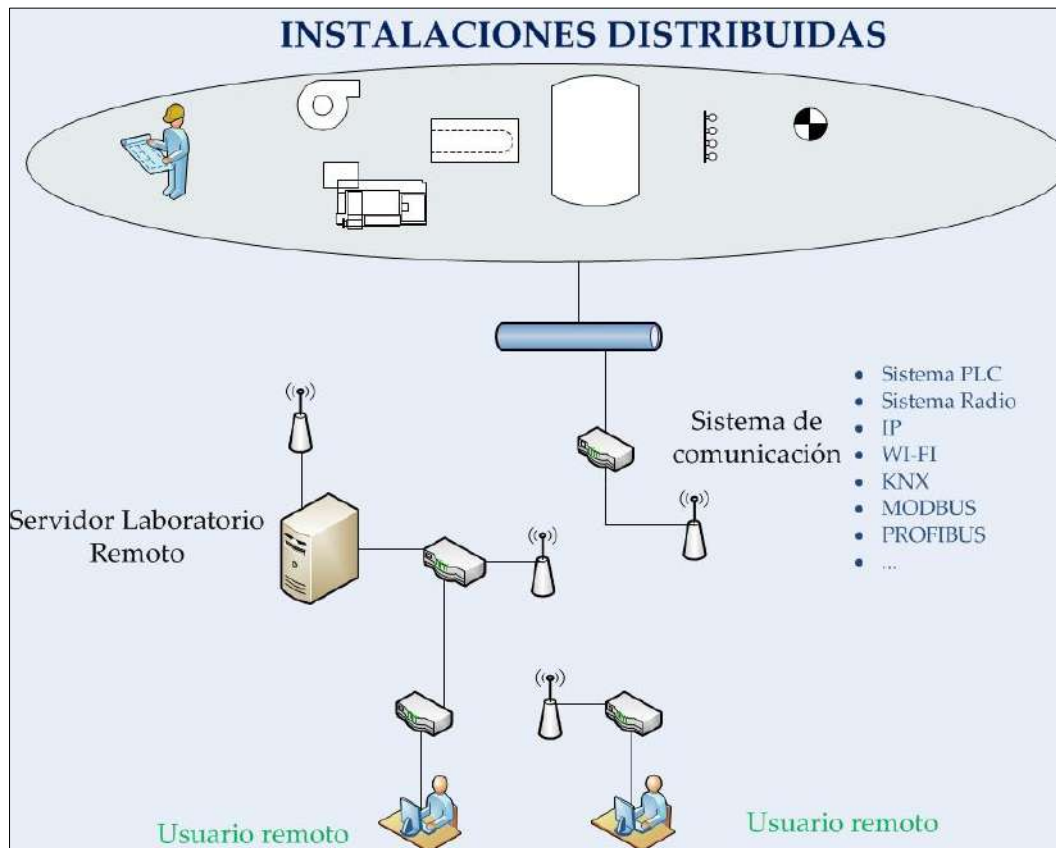 INSTALACIONES DISTRIBUIDAS
Sistema de
comunicación
• Sistema PLC
• Sistema Radio
• IP
• WI-FI
• KNX
• MODBUS
• PROFIBUS
• ...
Servidor Laboratorio
Remoto
Usuario remoto
Usuario remoto